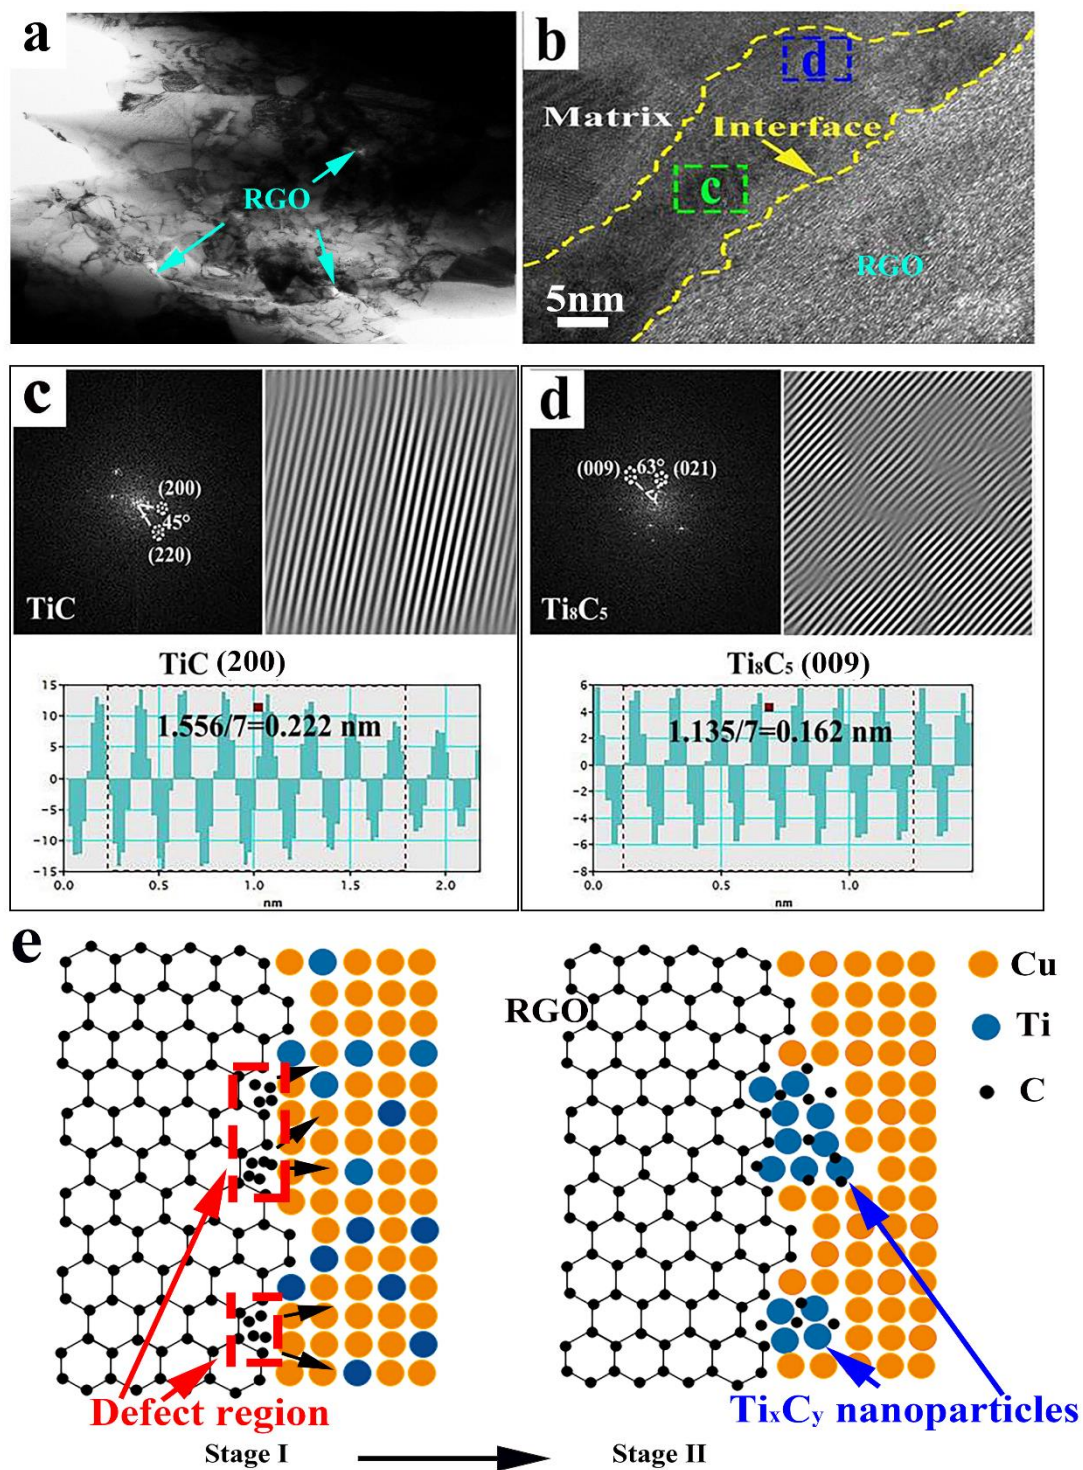 a
RGO
b
d
Matrix
Interface
c
RGO
5nm
c
(200)
45°
(220)
TiC
d
(009) 63° (021)
Ti₈C₅
TiC (200)
15
10
5
0
−5
−10
−15
1.556/7=0.222 nm
0.0 0.5 1.0 1.5 2.0
nm
Ti₈C₅ (009)
6
4
2
0
−2
−4
−6
−8
1.135/7=0.162 nm
0.0 0.5 1.0
nm
e
RGO
Cu
Ti
C
Defect region
TiₓCᵧ nanoparticles
Stage I
Stage II